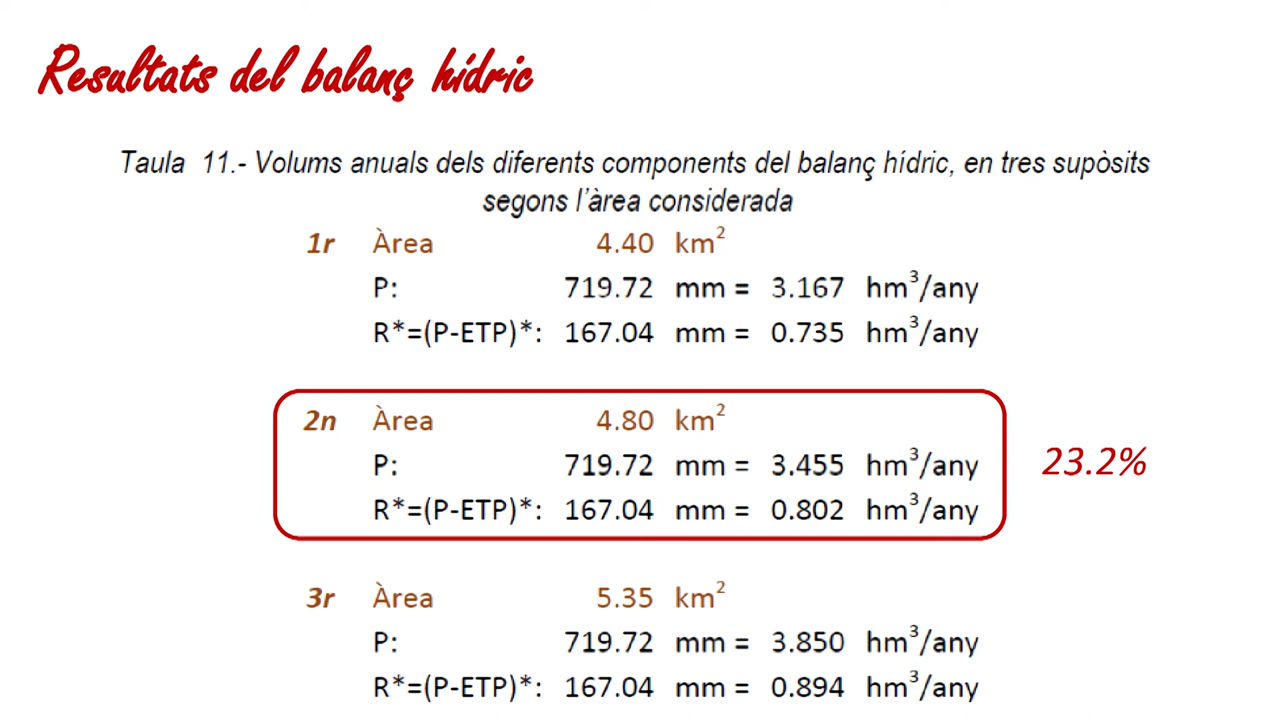 Resultats del balanç hídric
Taula 11.- Volums anuals dels diferents components del balanç hídric, en tres supòsits
segons l'àrea considerada
1r Àrea 4.40 km²
P: 719.72 mm = 3.167 hm³/any
R*=(P-ETP)*: 167.04 mm = 0.735 hm³/any
2n Àrea 4.80 km²
P: 719.72 mm = 3.455 hm³/any
23.2%
R*=(P-ETP)*: 167.04 mm = 0.802 hm³/any
3r Àrea 5.35 km²
P: 719.72 mm = 3.850 hm³/any
R*=(P-ETP)*: 167.04 mm = 0.894 hm³/any